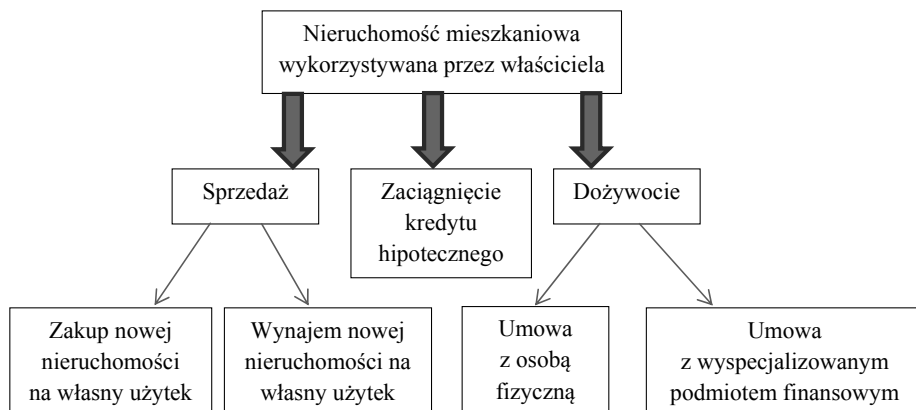 Nieruchomość mieszkaniowa
wykorzystywana przez właściciela
Sprzedaż
Zaciągnięcie
kredytu
hipotecznego
Dożywocie
Zakup nowej
nieruchomości
na własny użytek
Wynajem nowej
nieruchomości na
własny użytek
Umowa
z osobą
fizyczną
Umowa
z wyspecjalizowanym
podmiotem finansowym